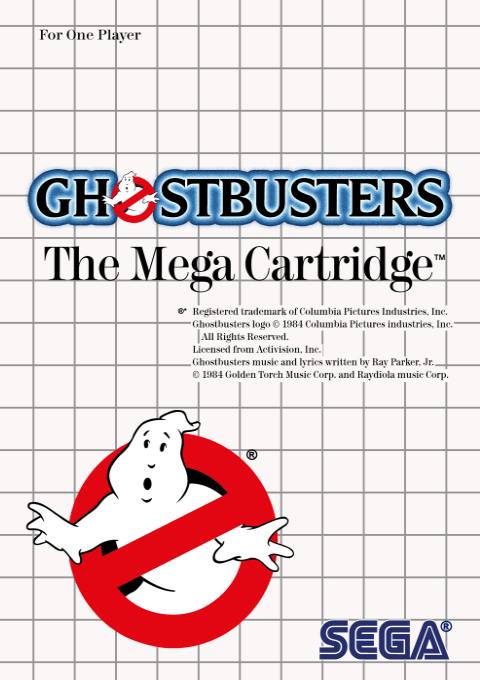 For One Player
GHOSTBUSTERS
The Mega Cartridge™
®* Registered trademark of Columbia Pictures Industries, Inc.
Ghostbusters logo © 1984 Columbia Pictures industries, Inc.
All Rights Reserved.
Licensed from Activision, Inc.
Ghostbusters music and lyrics written by Ray Parker, Jr.
© 1984 Golden Torch Music Corp. and Raydiola music Corp.
®
SEGA®